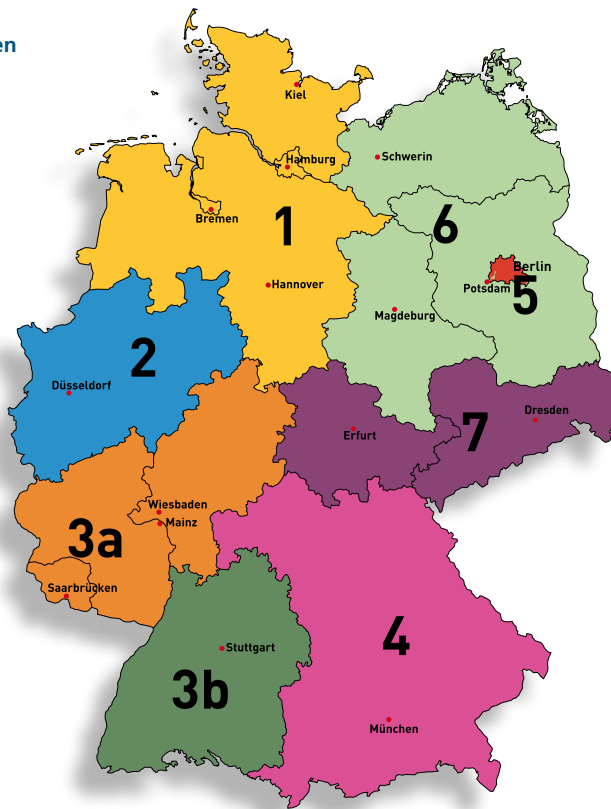 en
Kiel
Schwerin
Hamburg
Bremen
1
6
Berlin
Hannover
Potsdam
5
Magdeburg
2
Düsseldorf
Dresden
7
Erfurt
Wiesbaden
Mainz
3a
Saarbrücken
Stuttgart
4
3b
München